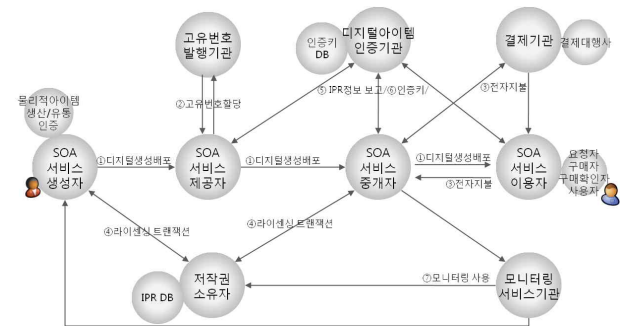 고유번호
발행기관
인증키
DB
디지털아이템
인증기관
결제기관
결제대행사
물리적아이템
생산/유통
인증
②고유번호할당
⑤ IPR정보 보고/⑥인증키/
③전자지불
SOA
서비스
생성자
①디지털생성배포
SOA
서비스
제공자
①디지털생성배포
SOA
서비스
중개자
①디지털생성배포
③전자지불
SOA
서비스
이용자
요청자
구매자
구매확인자
사용자
④라이센싱 트랜잭션
④라이센싱 트랜잭션
IPR DB
저작권
소유자
⑦모니터링 사용
모니터링
서비스기관